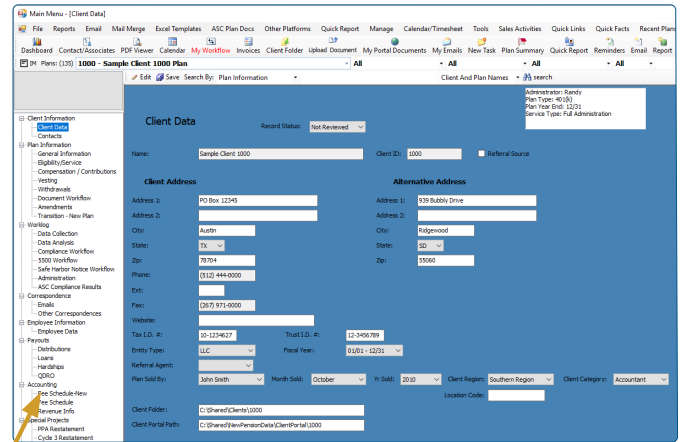 Main Menu - [Client Data]
File Reports Email Mail Merge Excel Templates ASC Plan Docs Other Platforms Quick Report Manage Calendar/Timesheet Tools Sales Activities Quick Links Quick Facts Recent Plans
Dashboard Contact/Associates PDF Viewer Calendar My Workflow Invoices Client Folder Upload Document My Portal Documents My Emails New Task Plan Summary Quick Report Reminders Email Report
IM Plans: (135) 1000 - Sample Client 1000 Plan All All All All
Edit Save Search By: Plan Information Client And Plan Names search
Administrator: Randy
Plan Type: 401(k)
Plan Year End: 12/31
Service Type: Full Administration
Client Information
Client Data
Contacts
Plan Information
General Information
Eligibility/Service
Compensation / Contributions
Vesting
Withdrawals
Document Workflow
Amendments
Transition - New Plan
Worklog
Data Collection
Data Analysis
Compliance Workflow
5500 Workflow
Safe Harbor Notice Workflow
Administration
ASC Compliance Results
Correspondence
Emails
Other Correspondences
Employee Information
Employee Data
Payouts
Distributions
Loans
Hardships
QDRO
Accounting
Fee Schedule-New
Fee Schedule
Revenue Info
Special Projects
PPA Restatement
Cycle 3 Restatement
Client Data
Record Status: Not Reviewed
Name: Sample Client 1000 Client ID: 1000 Referral Source
Client Address Alternative Address
Address 1: PO Box 12345 Address 1: 939 Bubbly Drive
Address 2: Address 2:
City: Austin City: Ridgewood
State: TX State: SD
Zip: 78704 Zip: 55060
Phone: (512) 444-0000
Ext:
Fax: (267) 971-0000
Website:
Tax I.D. #: 10-1234627 Trust I.D. #: 12-3456789
Entity Type: LLC Fiscal Year: 01/01 - 12/31
Referral Agent:
Plan Sold By: John Smith Month Sold: October Yr Sold: 2010 Client Region: Southern Region Client Category: Accountant
Location Code:
Client Folder: C:\Shared\Clients\1000
Client Portal Path: C:\Shared\NewPensionData\ClientPortal\1000